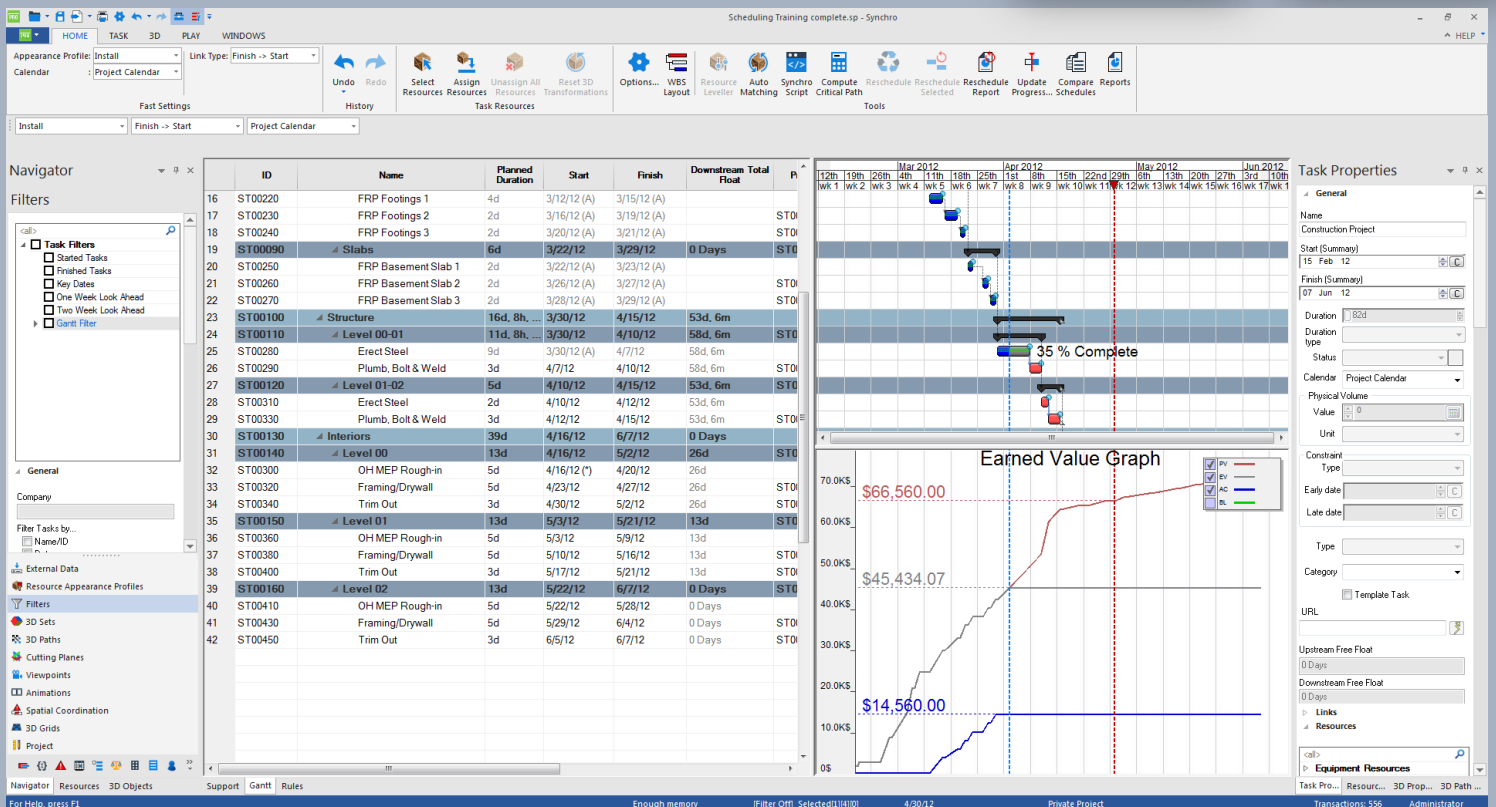 Scheduling Training complete.sp - Synchro
HOME TASK 3D PLAY WINDOWS HELP
Appearance Profile: Install Link Type: Finish -> Start
Calendar : Project Calendar
Undo Redo Select Resources Assign Resources Unassign All Resources Reset 3D Transformations Options... WBS Layout Resource Leveller Auto Matching Synchro Script Compute Critical Path Reschedule Reschedule Selected Reschedule Report Update Progress... Compare Schedules Reports
Fast Settings History Task Resources Tools
Install Finish -> Start Project Calendar
Navigator
Filters
<all>
Task Filters
Started Tasks
Finished Tasks
Key Dates
One Week Look Ahead
Two Week Look Ahead
Gantt Filter
General
Company
Filter Tasks by...
Name/ID
External Data
Resource Appearance Profiles
Filters
3D Sets
3D Paths
Cutting Planes
Viewpoints
Animations
Spatial Coordination
3D Grids
Project
Navigator Resources 3D Objects
ID Name Planned Duration Start Finish Downstream Total Float
16 ST00220 FRP Footings 1 4d 3/12/12 (A) 3/15/12 (A)
17 ST00230 FRP Footings 2 2d 3/16/12 (A) 3/19/12 (A) ST0
18 ST00240 FRP Footings 3 2d 3/20/12 (A) 3/21/12 (A) ST0
19 ST00090 Slabs 6d 3/22/12 3/29/12 0 Days ST0
20 ST00250 FRP Basement Slab 1 2d 3/22/12 (A) 3/23/12 (A)
21 ST00260 FRP Basement Slab 2 2d 3/26/12 (A) 3/27/12 (A) ST0
22 ST00270 FRP Basement Slab 3 2d 3/28/12 (A) 3/29/12 (A) ST0
23 ST00100 Structure 16d, 8h, ... 3/30/12 4/15/12 53d, 6m
24 ST00110 Level 00-01 11d, 8h, ... 3/30/12 4/10/12 58d, 6m ST0
25 ST00280 Erect Steel 9d 3/30/12 (A) 4/7/12 58d, 6m
26 ST00290 Plumb, Bolt & Weld 3d 4/7/12 4/10/12 58d, 6m ST0
27 ST00120 Level 01-02 5d 4/10/12 4/15/12 53d, 6m ST0
28 ST00310 Erect Steel 2d 4/10/12 4/12/12 53d, 6m
29 ST00330 Plumb, Bolt & Weld 3d 4/12/12 4/15/12 53d, 6m ST0
30 ST00130 Interiors 39d 4/16/12 6/7/12 0 Days
31 ST00140 Level 00 13d 4/16/12 5/2/12 26d ST0
32 ST00300 OH MEP Rough-in 5d 4/16/12 (*) 4/20/12 26d
33 ST00320 Framing/Drywall 5d 4/23/12 4/27/12 26d ST0
34 ST00340 Trim Out 3d 4/30/12 5/2/12 26d ST0
35 ST00150 Level 01 13d 5/3/12 5/21/12 13d ST0
36 ST00360 OH MEP Rough-in 5d 5/3/12 5/9/12 13d
37 ST00380 Framing/Drywall 5d 5/10/12 5/16/12 13d ST0
38 ST00400 Trim Out 3d 5/17/12 5/21/12 13d ST0
39 ST00160 Level 02 13d 5/22/12 6/7/12 0 Days ST0
40 ST00410 OH MEP Rough-in 5d 5/22/12 5/28/12 0 Days
41 ST00430 Framing/Drywall 5d 5/29/12 6/4/12 0 Days ST0
42 ST00450 Trim Out 3d 6/5/12 6/7/12 0 Days ST0
Support Gantt Rules
Mar 2012 Apr 2012 May 2012 Jun 2012
12th 19th 26th 4th 11th 18th 25th 1st 8th 15th 22nd 29th 6th 13th 20th 27th 3rd 10th
wk 1 wk 2 wk 3 wk 4 wk 5 wk 6 wk 7 wk 8 wk 9 wk 10 wk 11 wk 12 wk 13 wk 14 wk 15 wk 16 wk 17 wk 1
35 % Complete
Earned Value Graph
PV
EV
AC
BL
70.0K$
$66,560.00
60.0K$
50.0K$
$45,434.07
40.0K$
30.0K$
20.0K$
$14,560.00
10.0K$
0$
Task Properties
General
Name
Construction Project
Start (Summary)
15 Feb 12 C
Finish (Summary)
07 Jun 12 C
Duration 82d
Duration type
Status
Calendar Project Calendar
Physical Volume
Value 0
Unit
Constraint
Type
Early date C
Late date C
Type
Category
Template Task
URL
Upstream Free Float
0 Days
Downstream Free Float
0 Days
Links
Resources
<all>
Equipment Resources
Task Pro... Resourc... 3D Prop... 3D Path ...
For Help, press F1 Enough memory [Filter Off] Selected[1][4][0] 4/30/12 Private Project Transactions: 556 Administrator